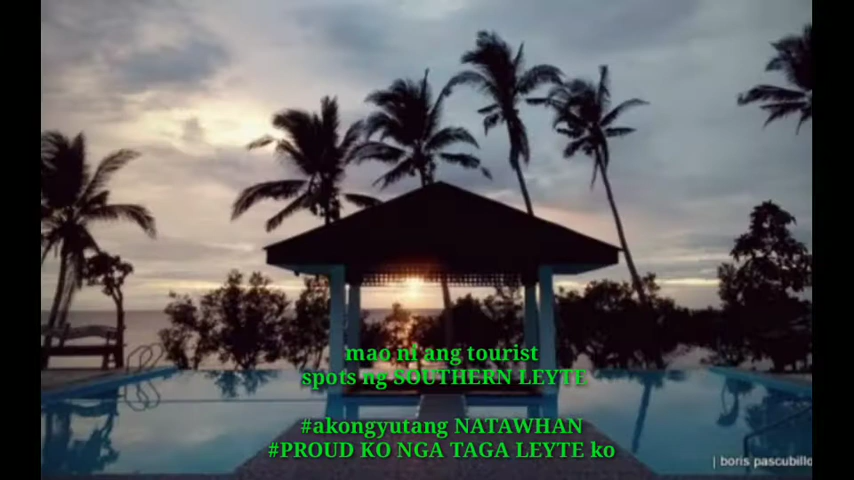 mao ni ang tourist
spots ng SOUTHERN LEYTE
#akongyutang NATAWHAN
#PROUD KO NGA TAGA LEYTE ko
| boris pascubillo